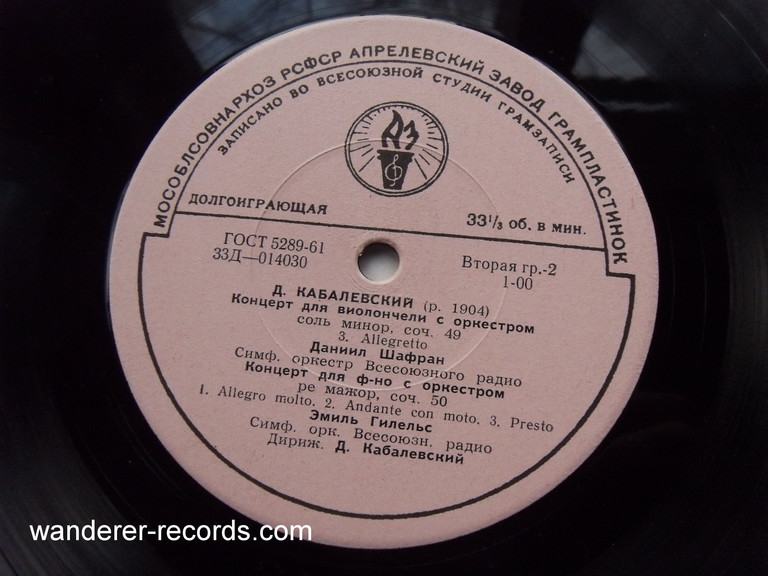 МОСОБЛСОВНАРХОЗ РСФСР АПРЕЛЕВСКИЙ ЗАВОД ГРАМПЛАСТИНОК
ЗАПИСАНО ВО ВСЕСОЮЗНОЙ СТУДИИ ГРАМЗАПИСИ
АЗ
ДОЛГОИГРАЮЩАЯ
33⅓ об. в мин.
ГОСТ 5289-61
33Д—014030
Вторая гр.-2
1-00
Д. КАБАЛЕВСКИЙ (р. 1904)
Концерт для виолончели с оркестром
соль минор, соч. 49
3. Allegretto
Даниил Шафран
Симф. оркестр Всесоюзного радио
Концерт для ф-но с оркестром
ре мажор, соч. 50
1. Allegro molto. 2. Andante con moto. 3. Presto
Эмиль Гилельс
Симф. орк. Всесоюзн. радио
Дириж. Д. Кабалевский
wanderer-records.com